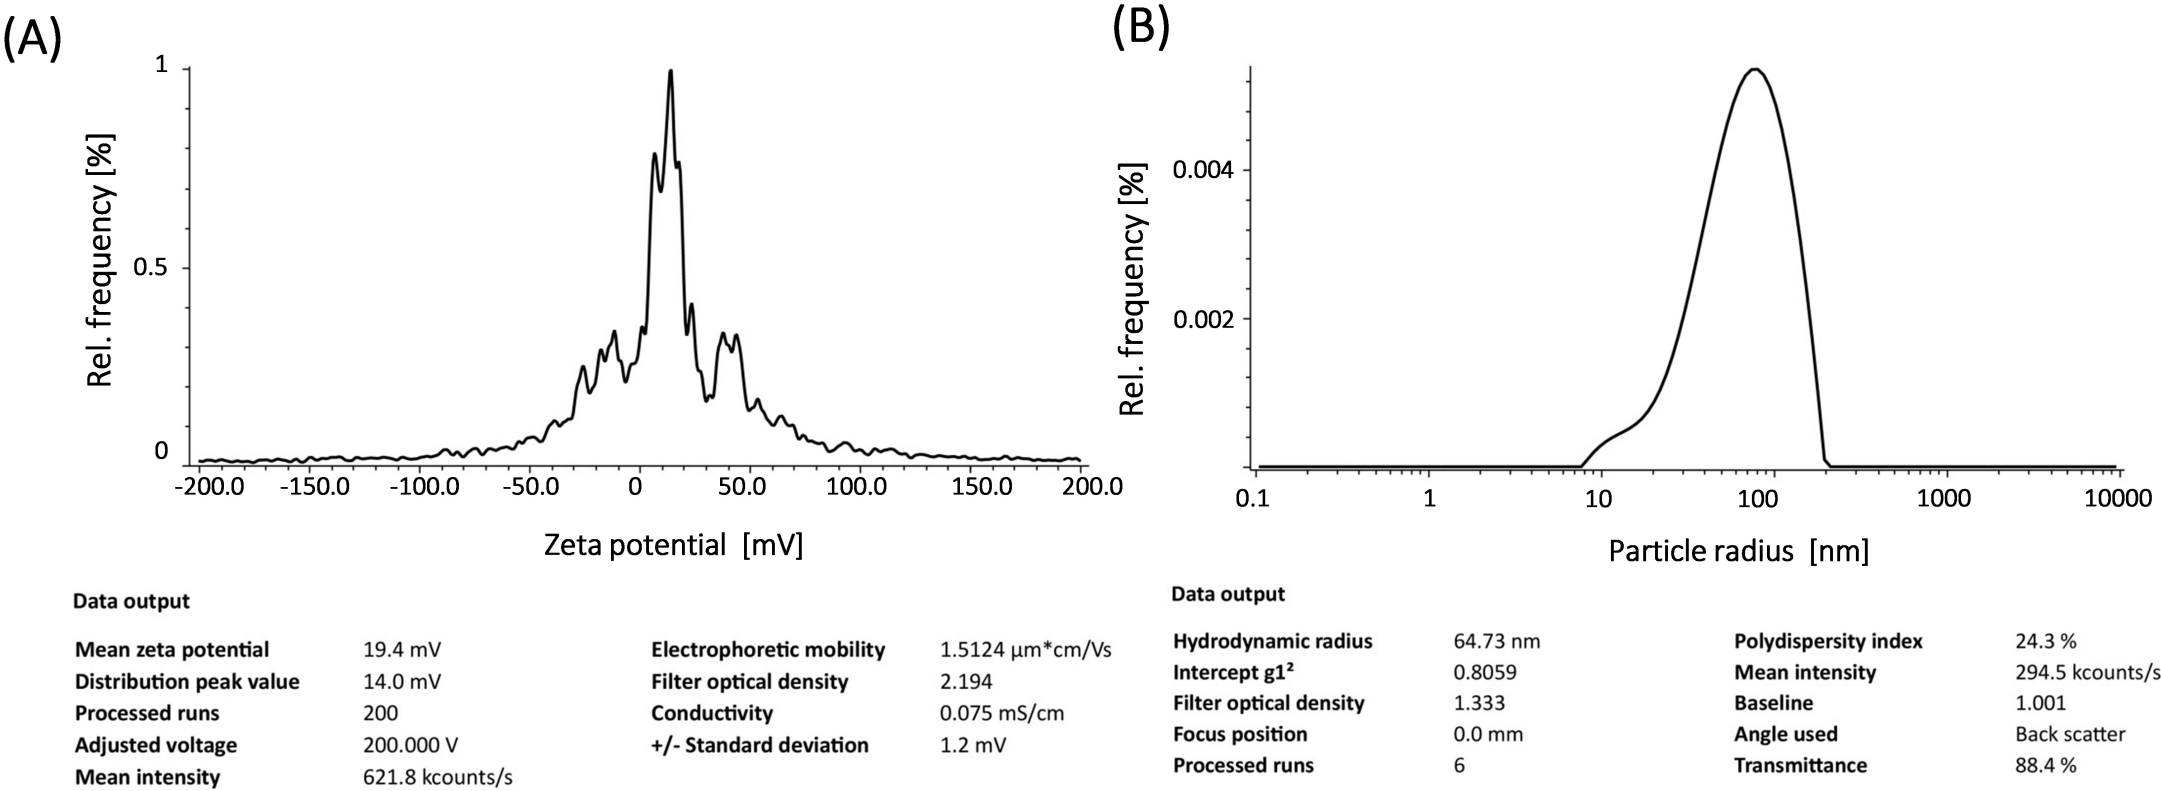 (A)
Rel. frequency [%]
1
0.5
0
-200.0 -150.0 -100.0 -50.0 0 50.0 100.0 150.0 200.0
Zeta potential [mV]
Data output
Mean zeta potential 19.4 mV
Distribution peak value 14.0 mV
Processed runs 200
Adjusted voltage 200.000 V
Mean intensity 621.8 kcounts/s
Electrophoretic mobility 1.5124 µm*cm/Vs
Filter optical density 2.194
Conductivity 0.075 mS/cm
+/- Standard deviation 1.2 mV
(B)
Rel. frequency [%]
0.004
0.002
0.1 1 10 100 1000 10000
Particle radius [nm]
Data output
Hydrodynamic radius 64.73 nm
Intercept g1² 0.8059
Filter optical density 1.333
Focus position 0.0 mm
Processed runs 6
Polydispersity index 24.3 %
Mean intensity 294.5 kcounts/s
Baseline 1.001
Angle used Back scatter
Transmittance 88.4 %